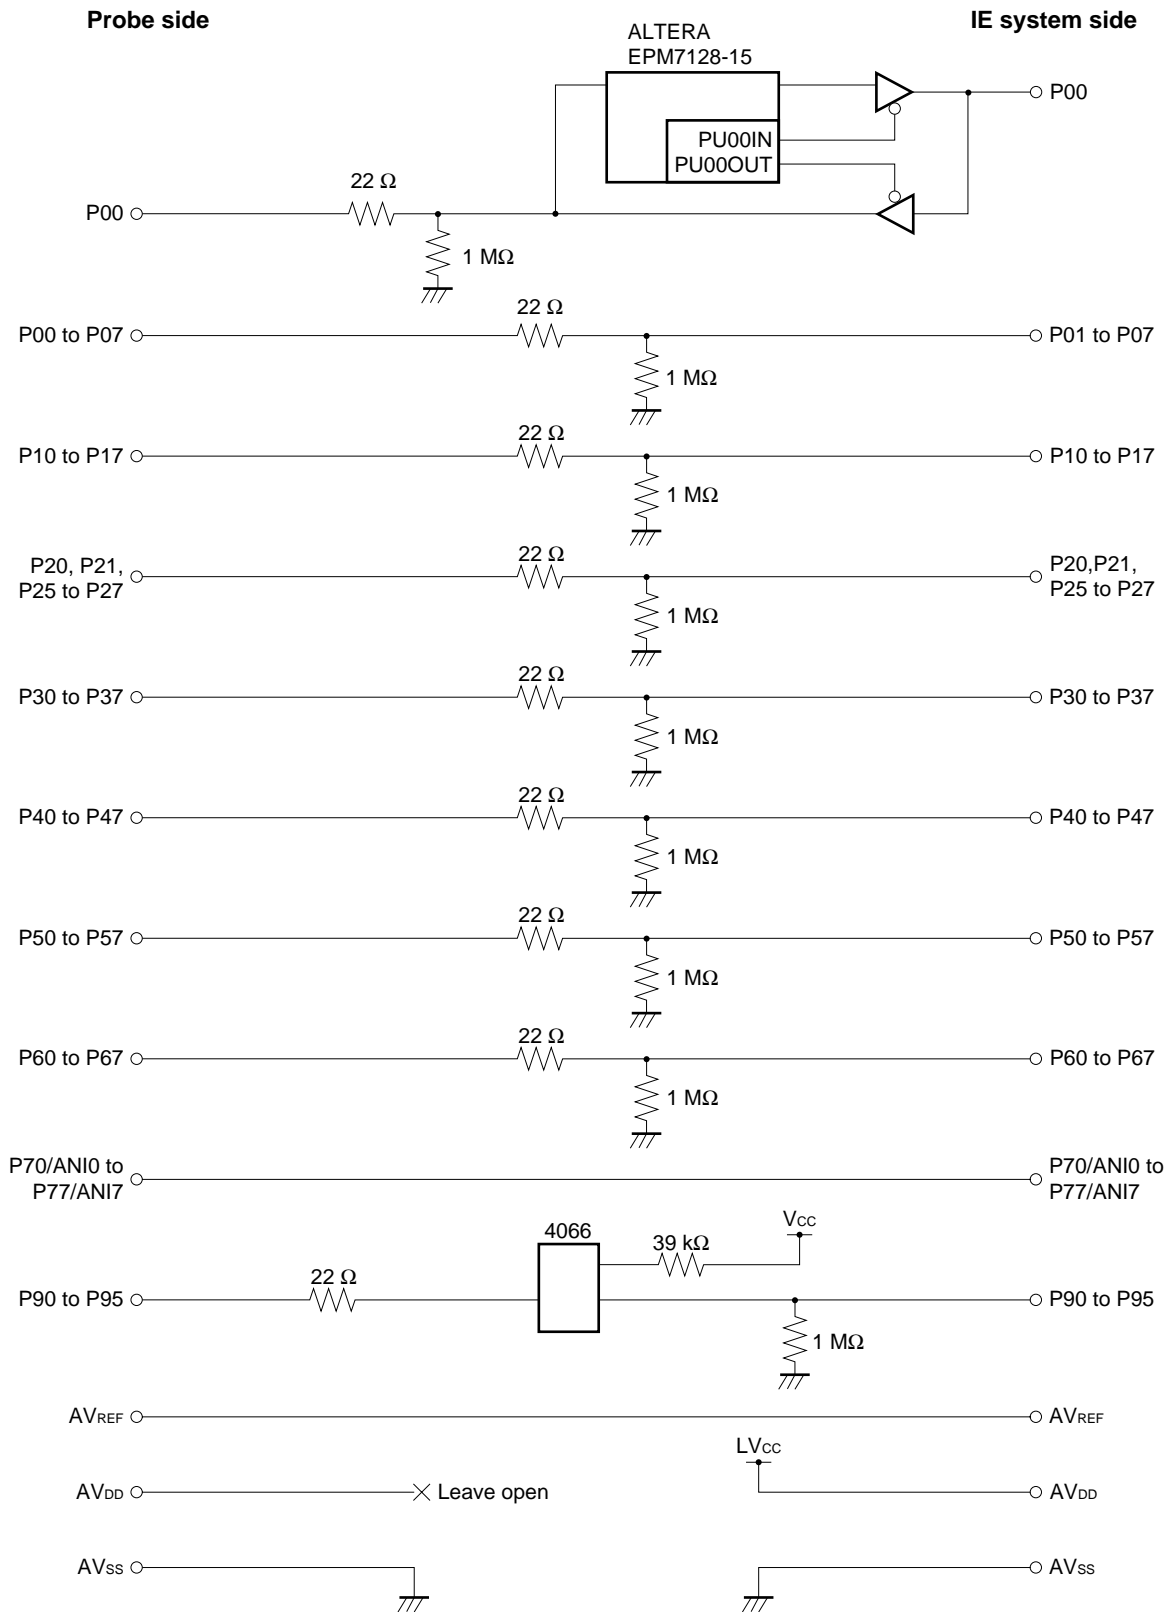 Probe side
IE system side
ALTERA
EPM7128-15
P00
PU00IN
PU00OUT
22 Ω
P00
1 MΩ
22 Ω
P00 to P07
P01 to P07
1 MΩ
22 Ω
P10 to P17
P10 to P17
1 MΩ
22 Ω
P20, P21,
P25 to P27
P20,P21,
P25 to P27
1 MΩ
22 Ω
P30 to P37
P30 to P37
1 MΩ
22 Ω
P40 to P47
P40 to P47
1 MΩ
22 Ω
P50 to P57
P50 to P57
1 MΩ
22 Ω
P60 to P67
P60 to P67
1 MΩ
P70/ANI0 to
P77/ANI7
P70/ANI0 to
P77/ANI7
VCC
4066
39 kΩ
22 Ω
P90 to P95
P90 to P95
1 MΩ
AVREF
AVREF
LVCC
AVDD
Leave open
AVDD
AVSS
AVSS